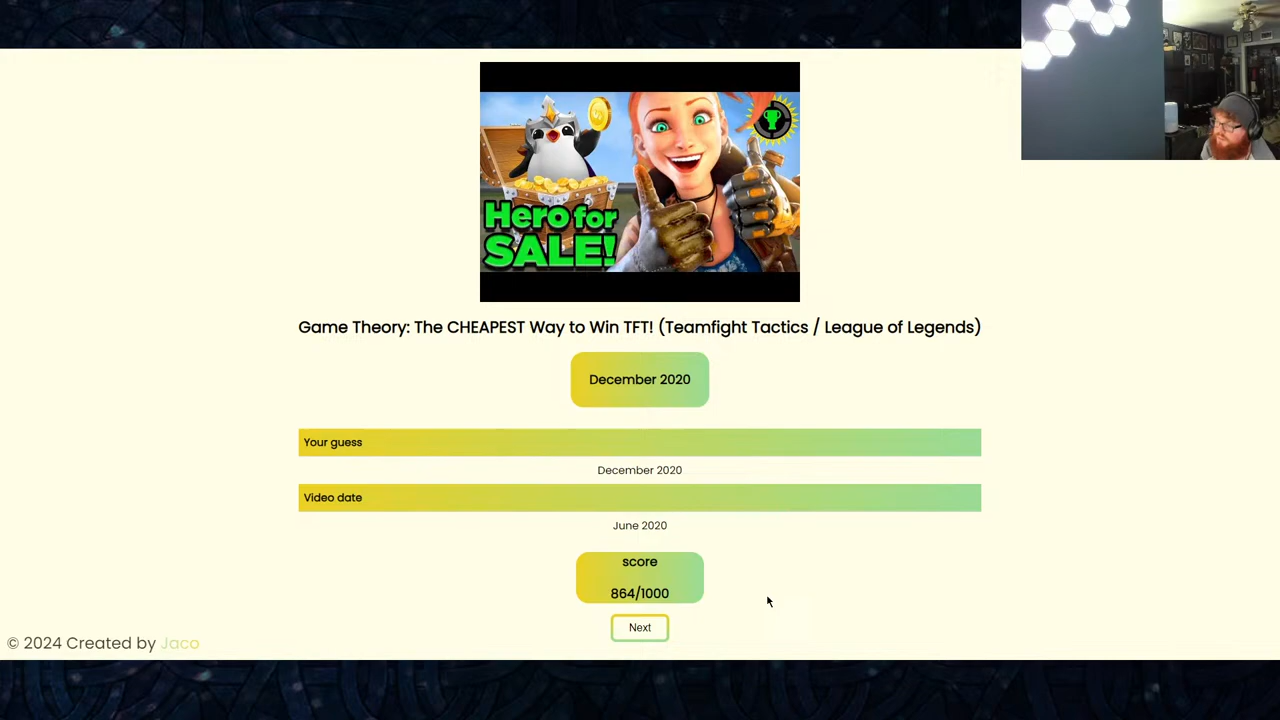 Hero for
SALE!
Game Theory: The CHEAPEST Way to Win TFT! (Teamfight Tactics / League of Legends)
December 2020
Your guess
December 2020
Video date
June 2020
score
864/1000
Next
© 2024 Created by Jaco